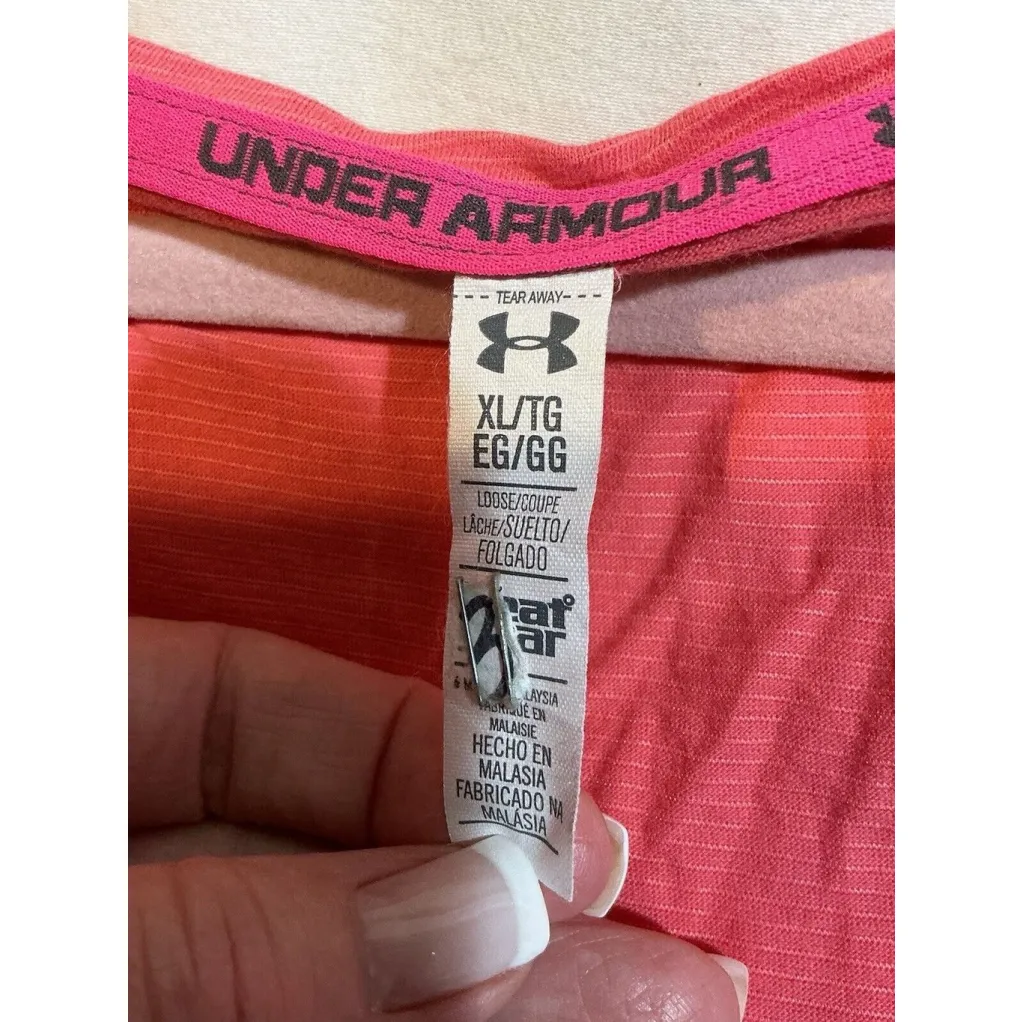 UNDER ARMOUR
TEAR AWAY
XL/TG
EG/GG
LOOSE/COUPE
LÂCHE/SUELTO/
FOLGADO
MALAISIE
HECHO EN
MALASIA
FABRICADO NA
MALÁSIA